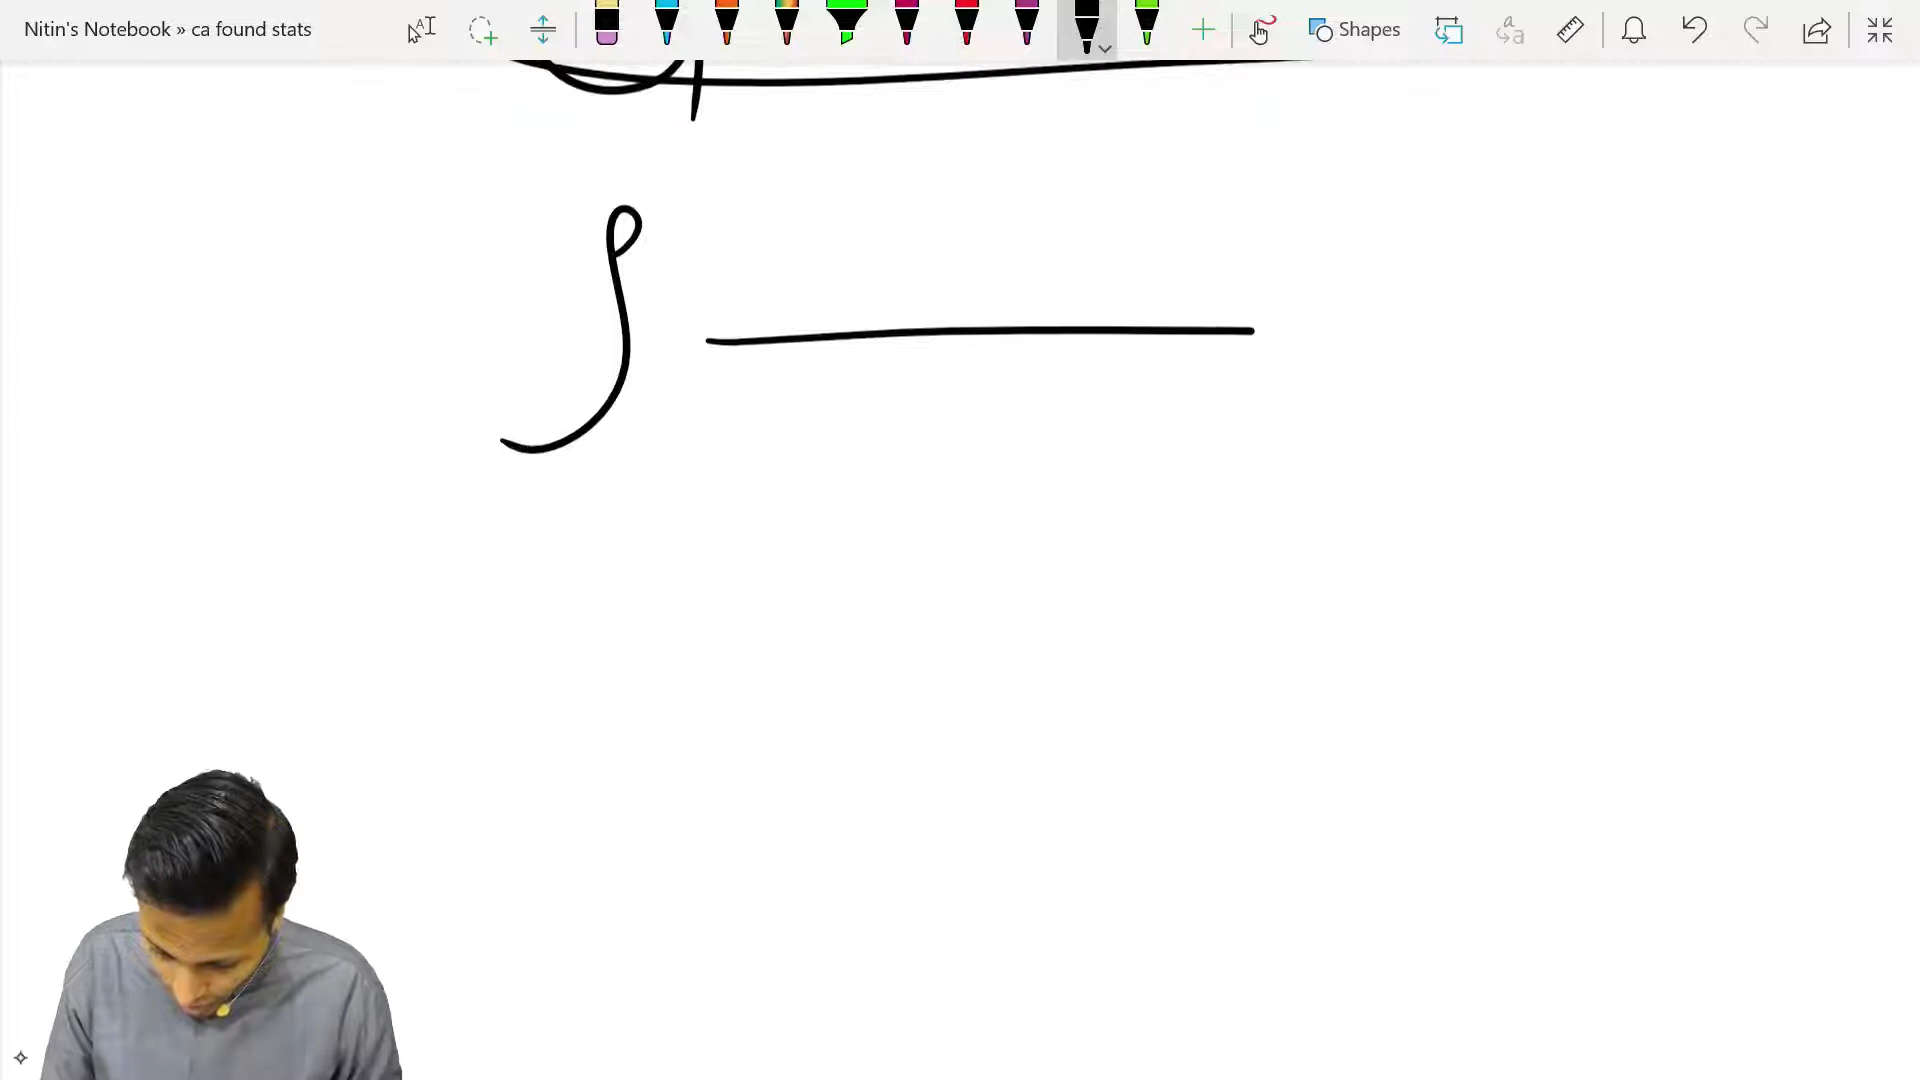 Nitin's Notebook » ca found stats
Shapes
∫